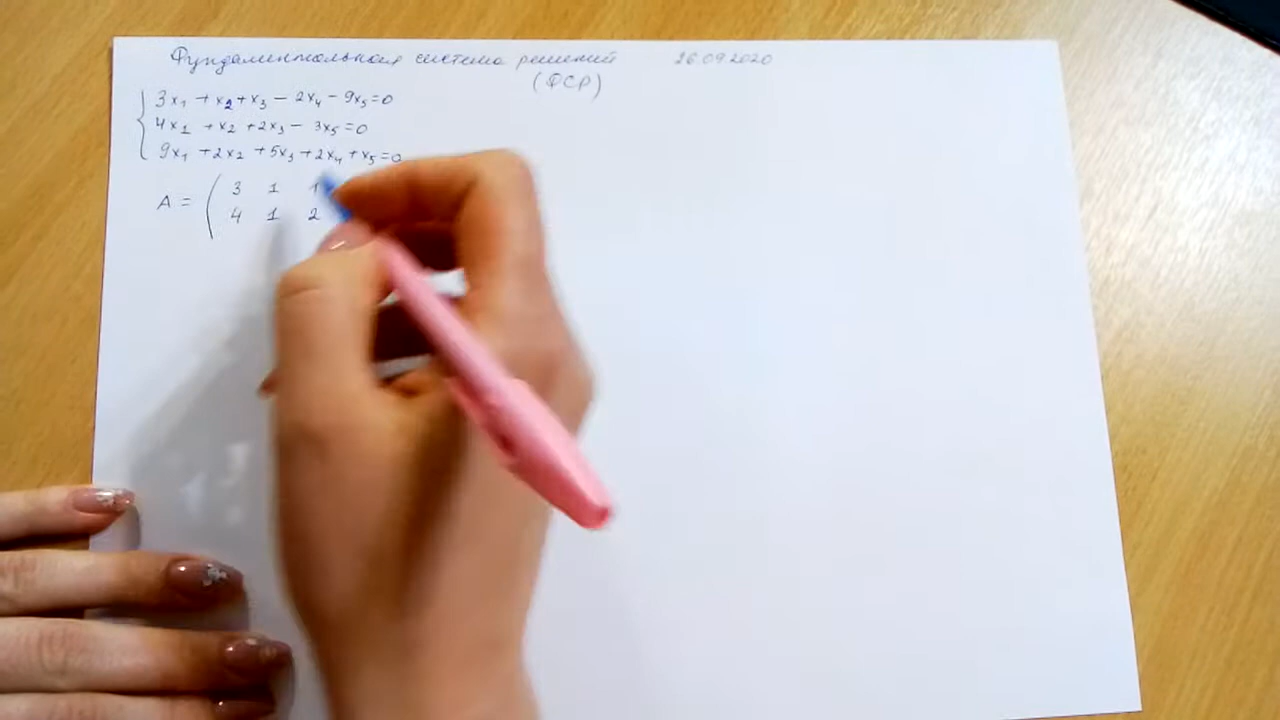 Фундаментальная система решений 26.09.2020
(ФСР)
3x₁ + x₂ + x₃ − 2x₄ − 9x₅ = 0
4x₁ + x₂ + 2x₃ − 3x₅ = 0
9x₁ + 2x₂ + 5x₃ + 2x₄ + x₅ = 0
A = ( 3 1 1
4 1 2